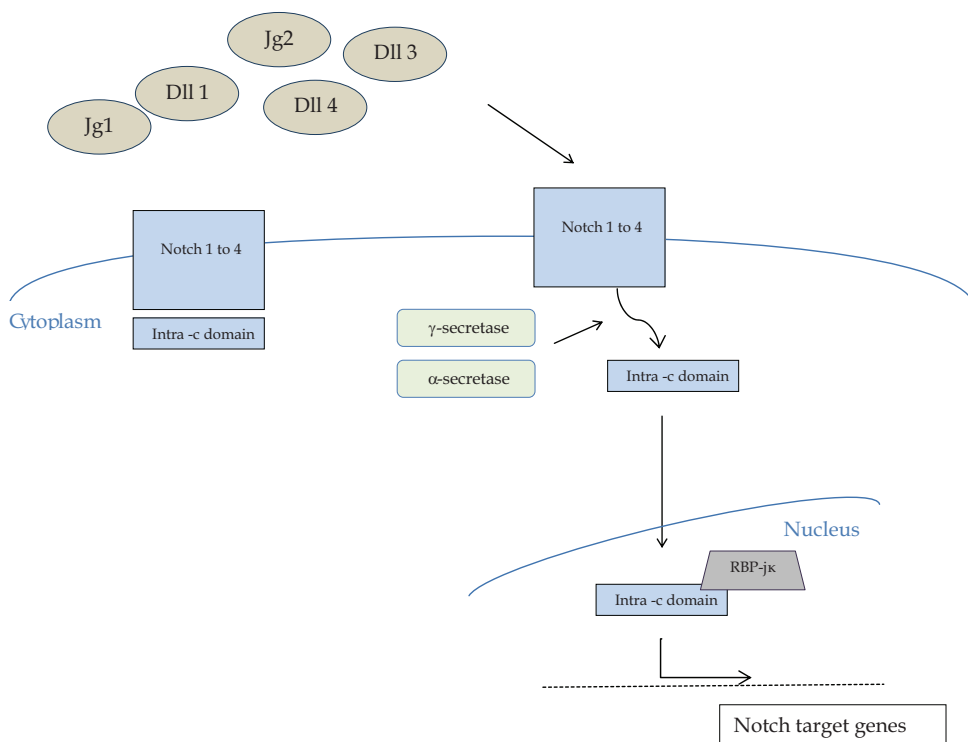 Jg2
Dll 3
Dll 1
Dll 4
Jg1
Notch 1 to 4
Notch 1 to 4
Cytoplasm
Intra -c domain
γ-secretase
α-secretase
Intra -c domain
Nucleus
RBP-jκ
Intra -c domain
Notch target genes